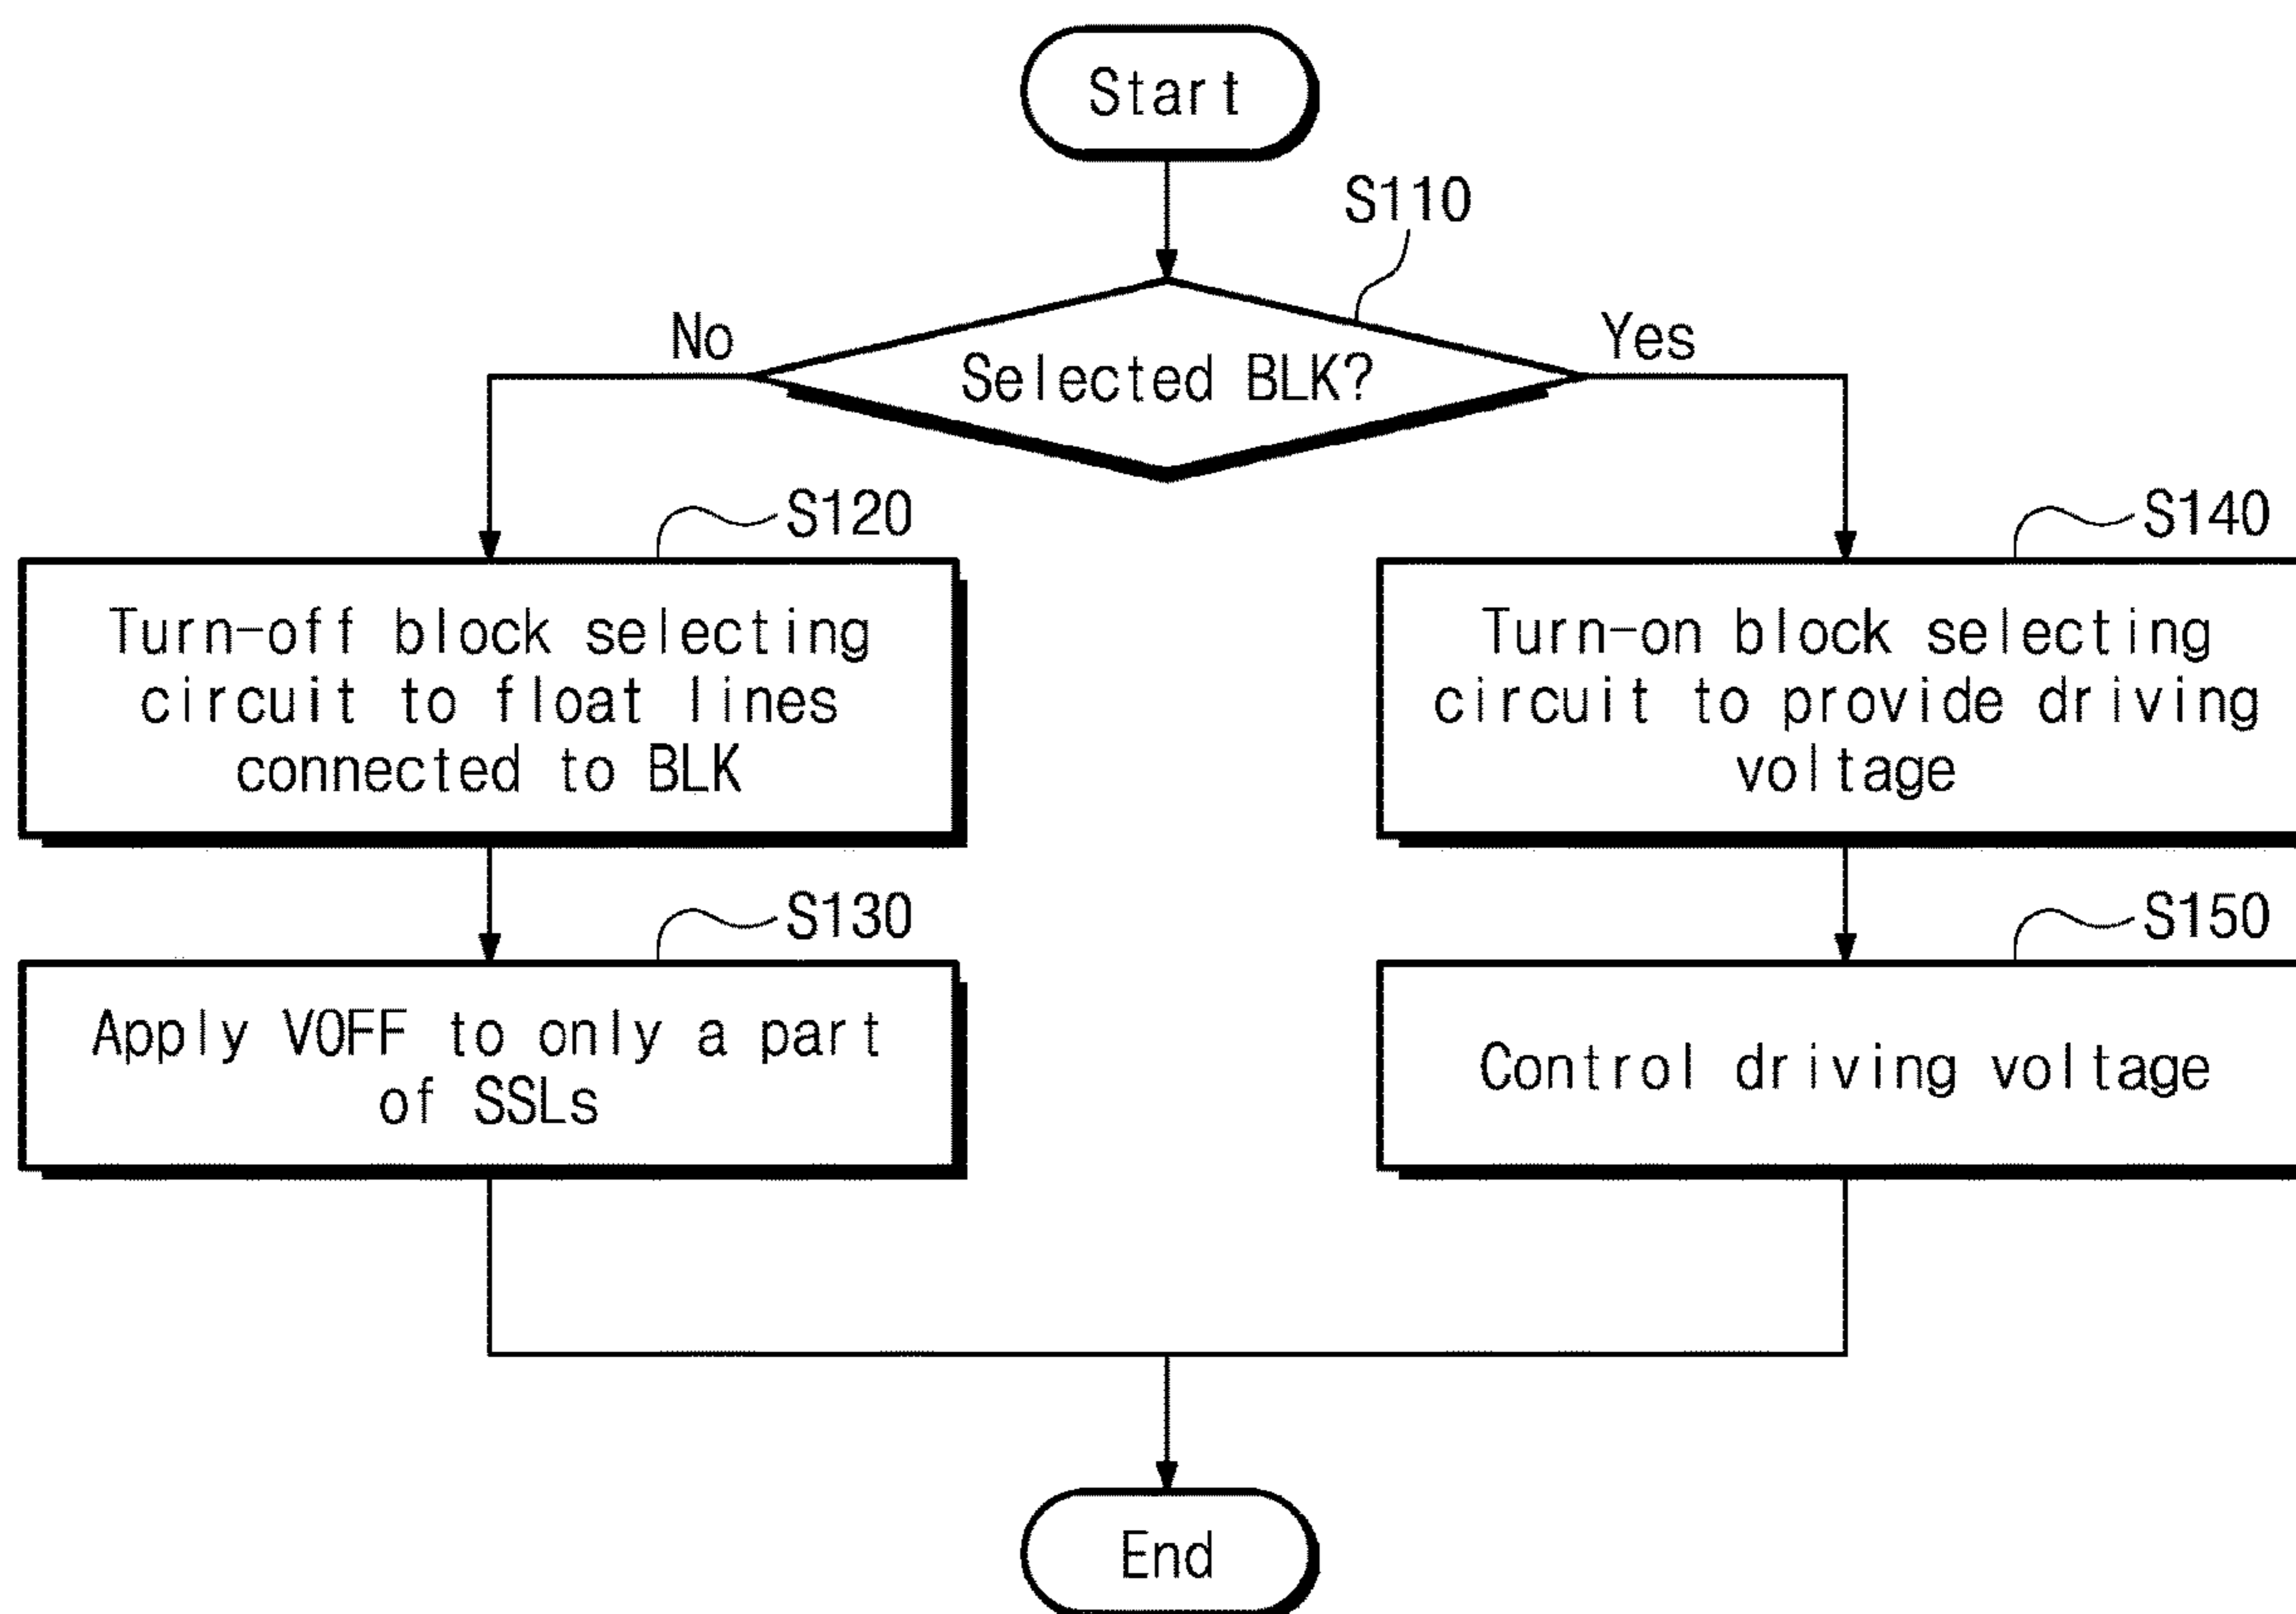 Start
S110
No
Yes
Selected BLK?
S120
Turn-off block selecting
circuit to float lines
connected to BLK
S140
Turn-on block selecting
circuit to provide driving
voltage
S130
Apply VOFF to only a part
of SSLs
S150
Control driving voltage
End